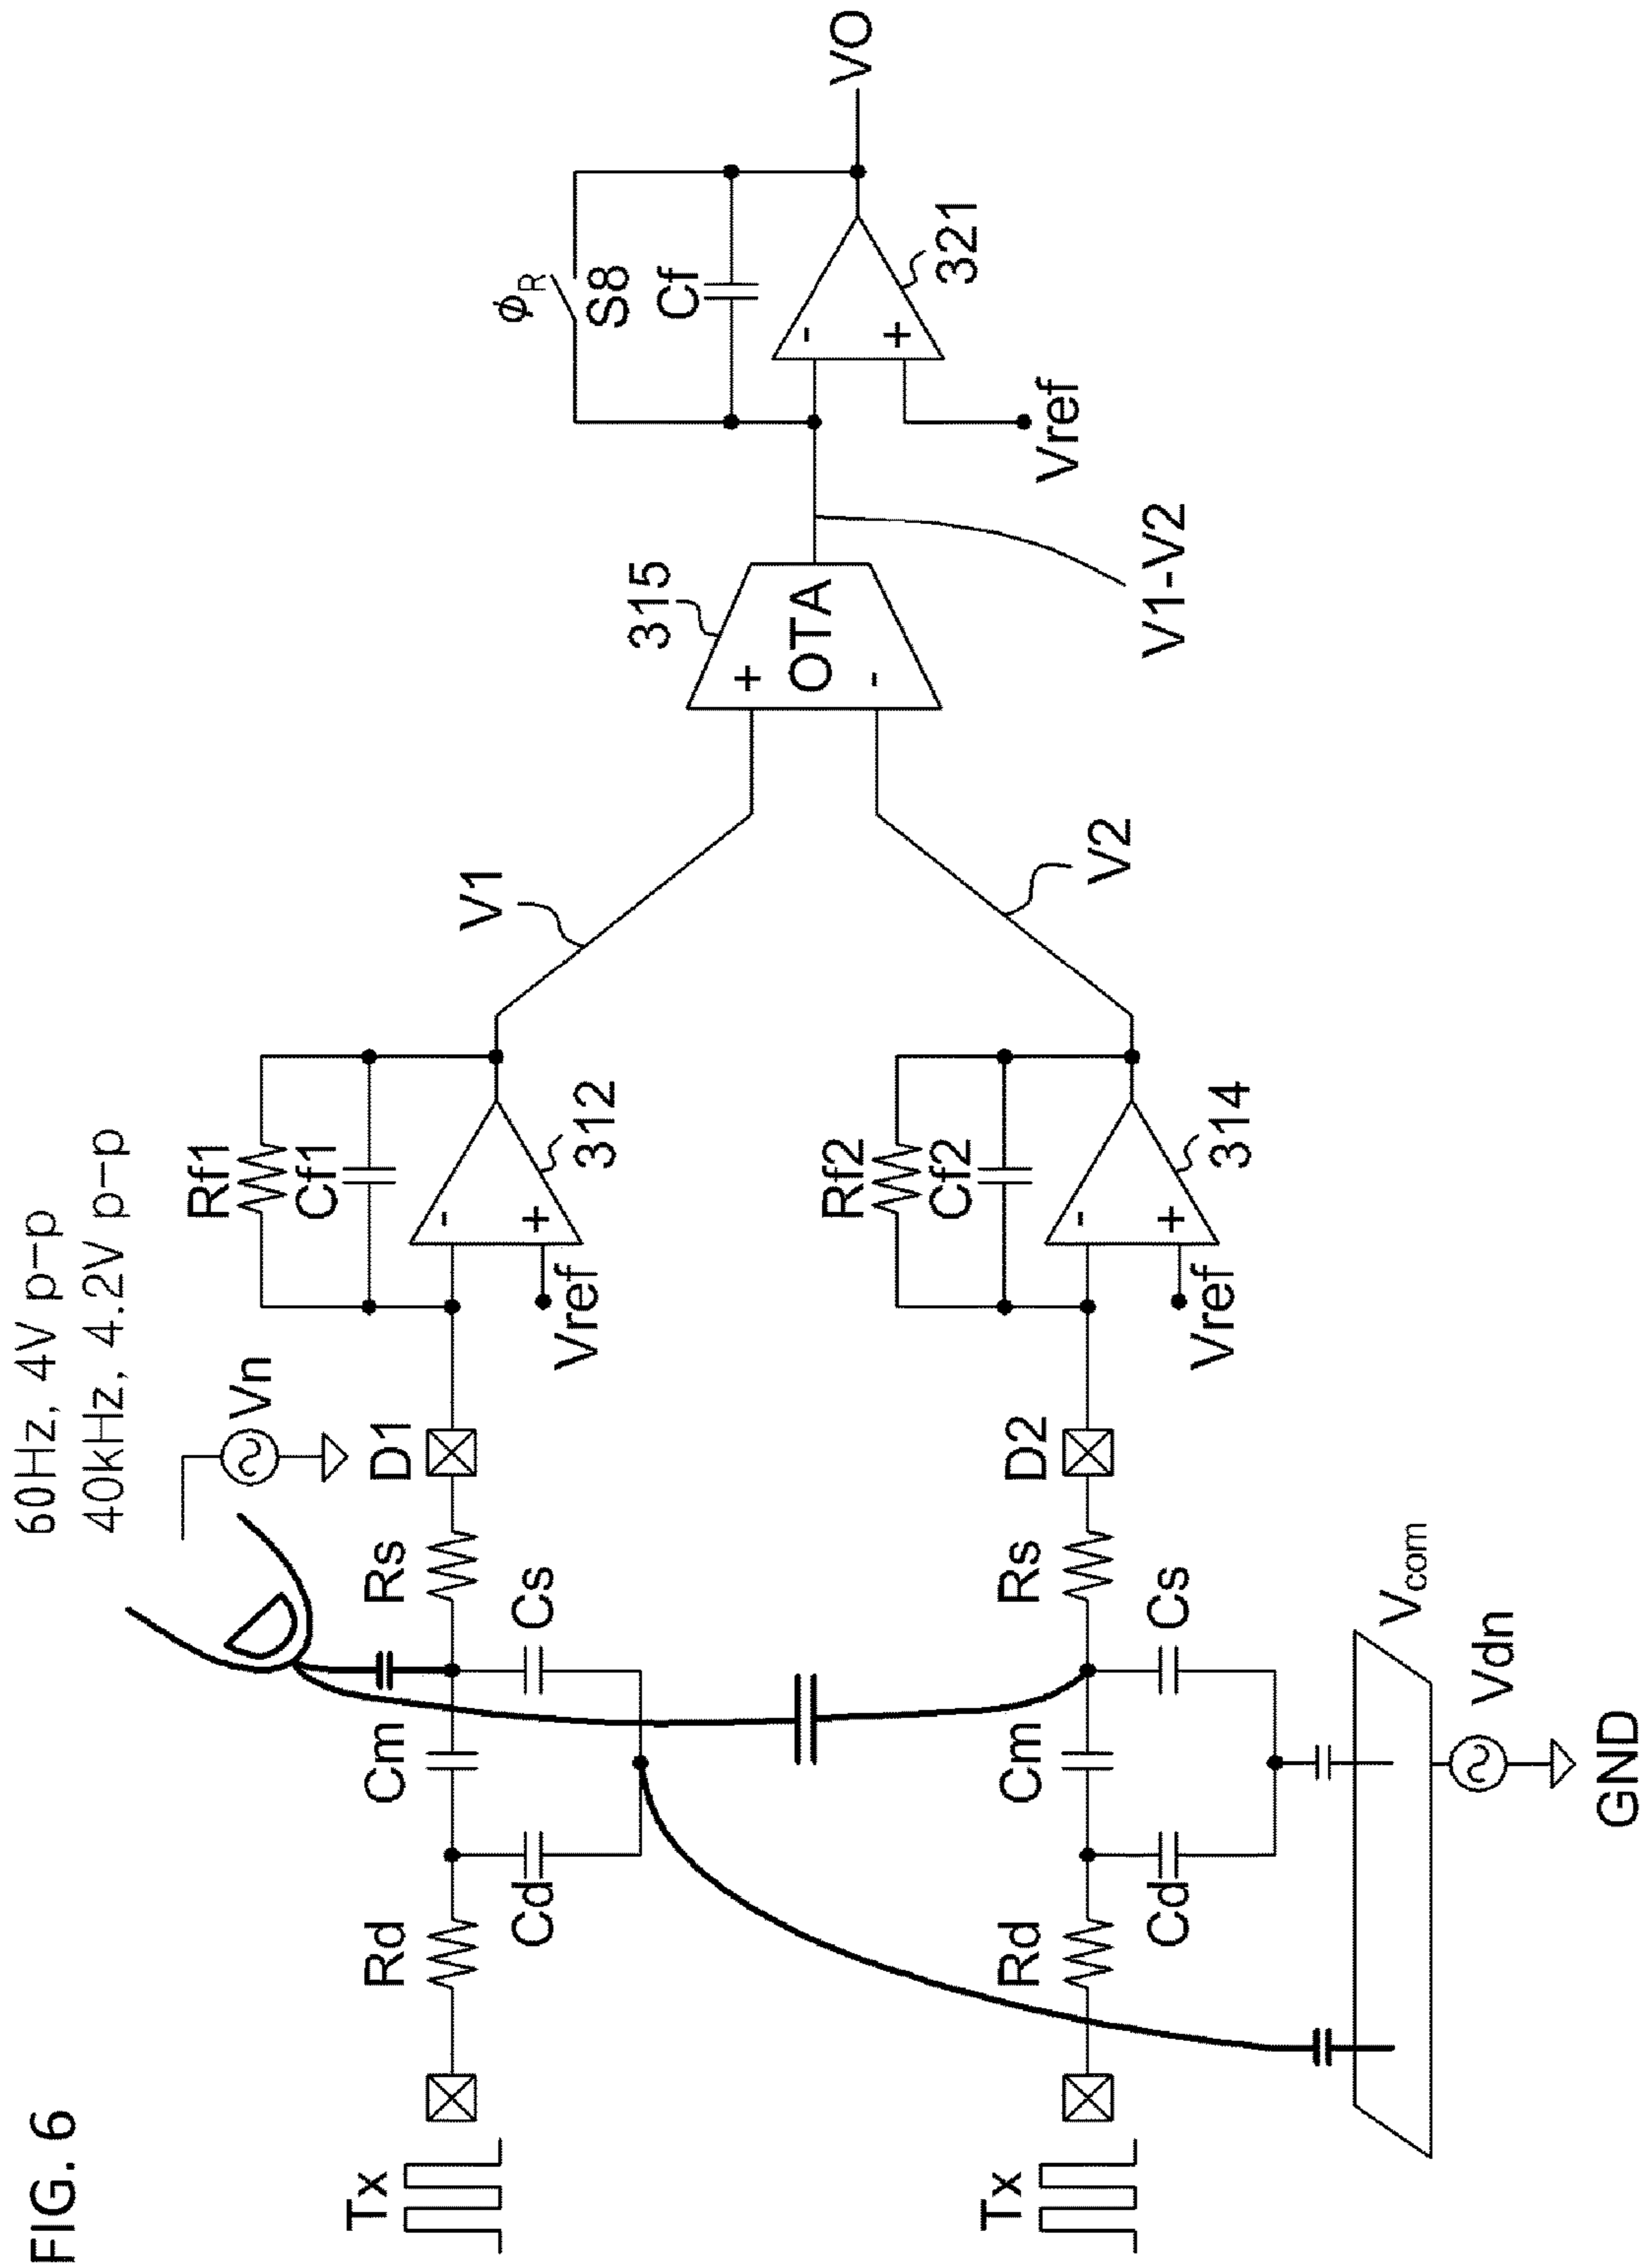 FIG. 6
60Hz, 4V p-p
40kHz, 4.2V p-p
Vn
Tx
Rd
Cd
Cm
Cs
Rs
D1
Rf1
Cf1
-
+
Vref
312
V1
Tx
Rd
Cd
Cm
Cs
Rs
D2
Rf2
Cf2
-
+
Vref
314
V2
Vcom
Vdn
GND
315
+
OTA
-
V1-V2
ϕR
S8
Cf
-
+
Vref
321
VO